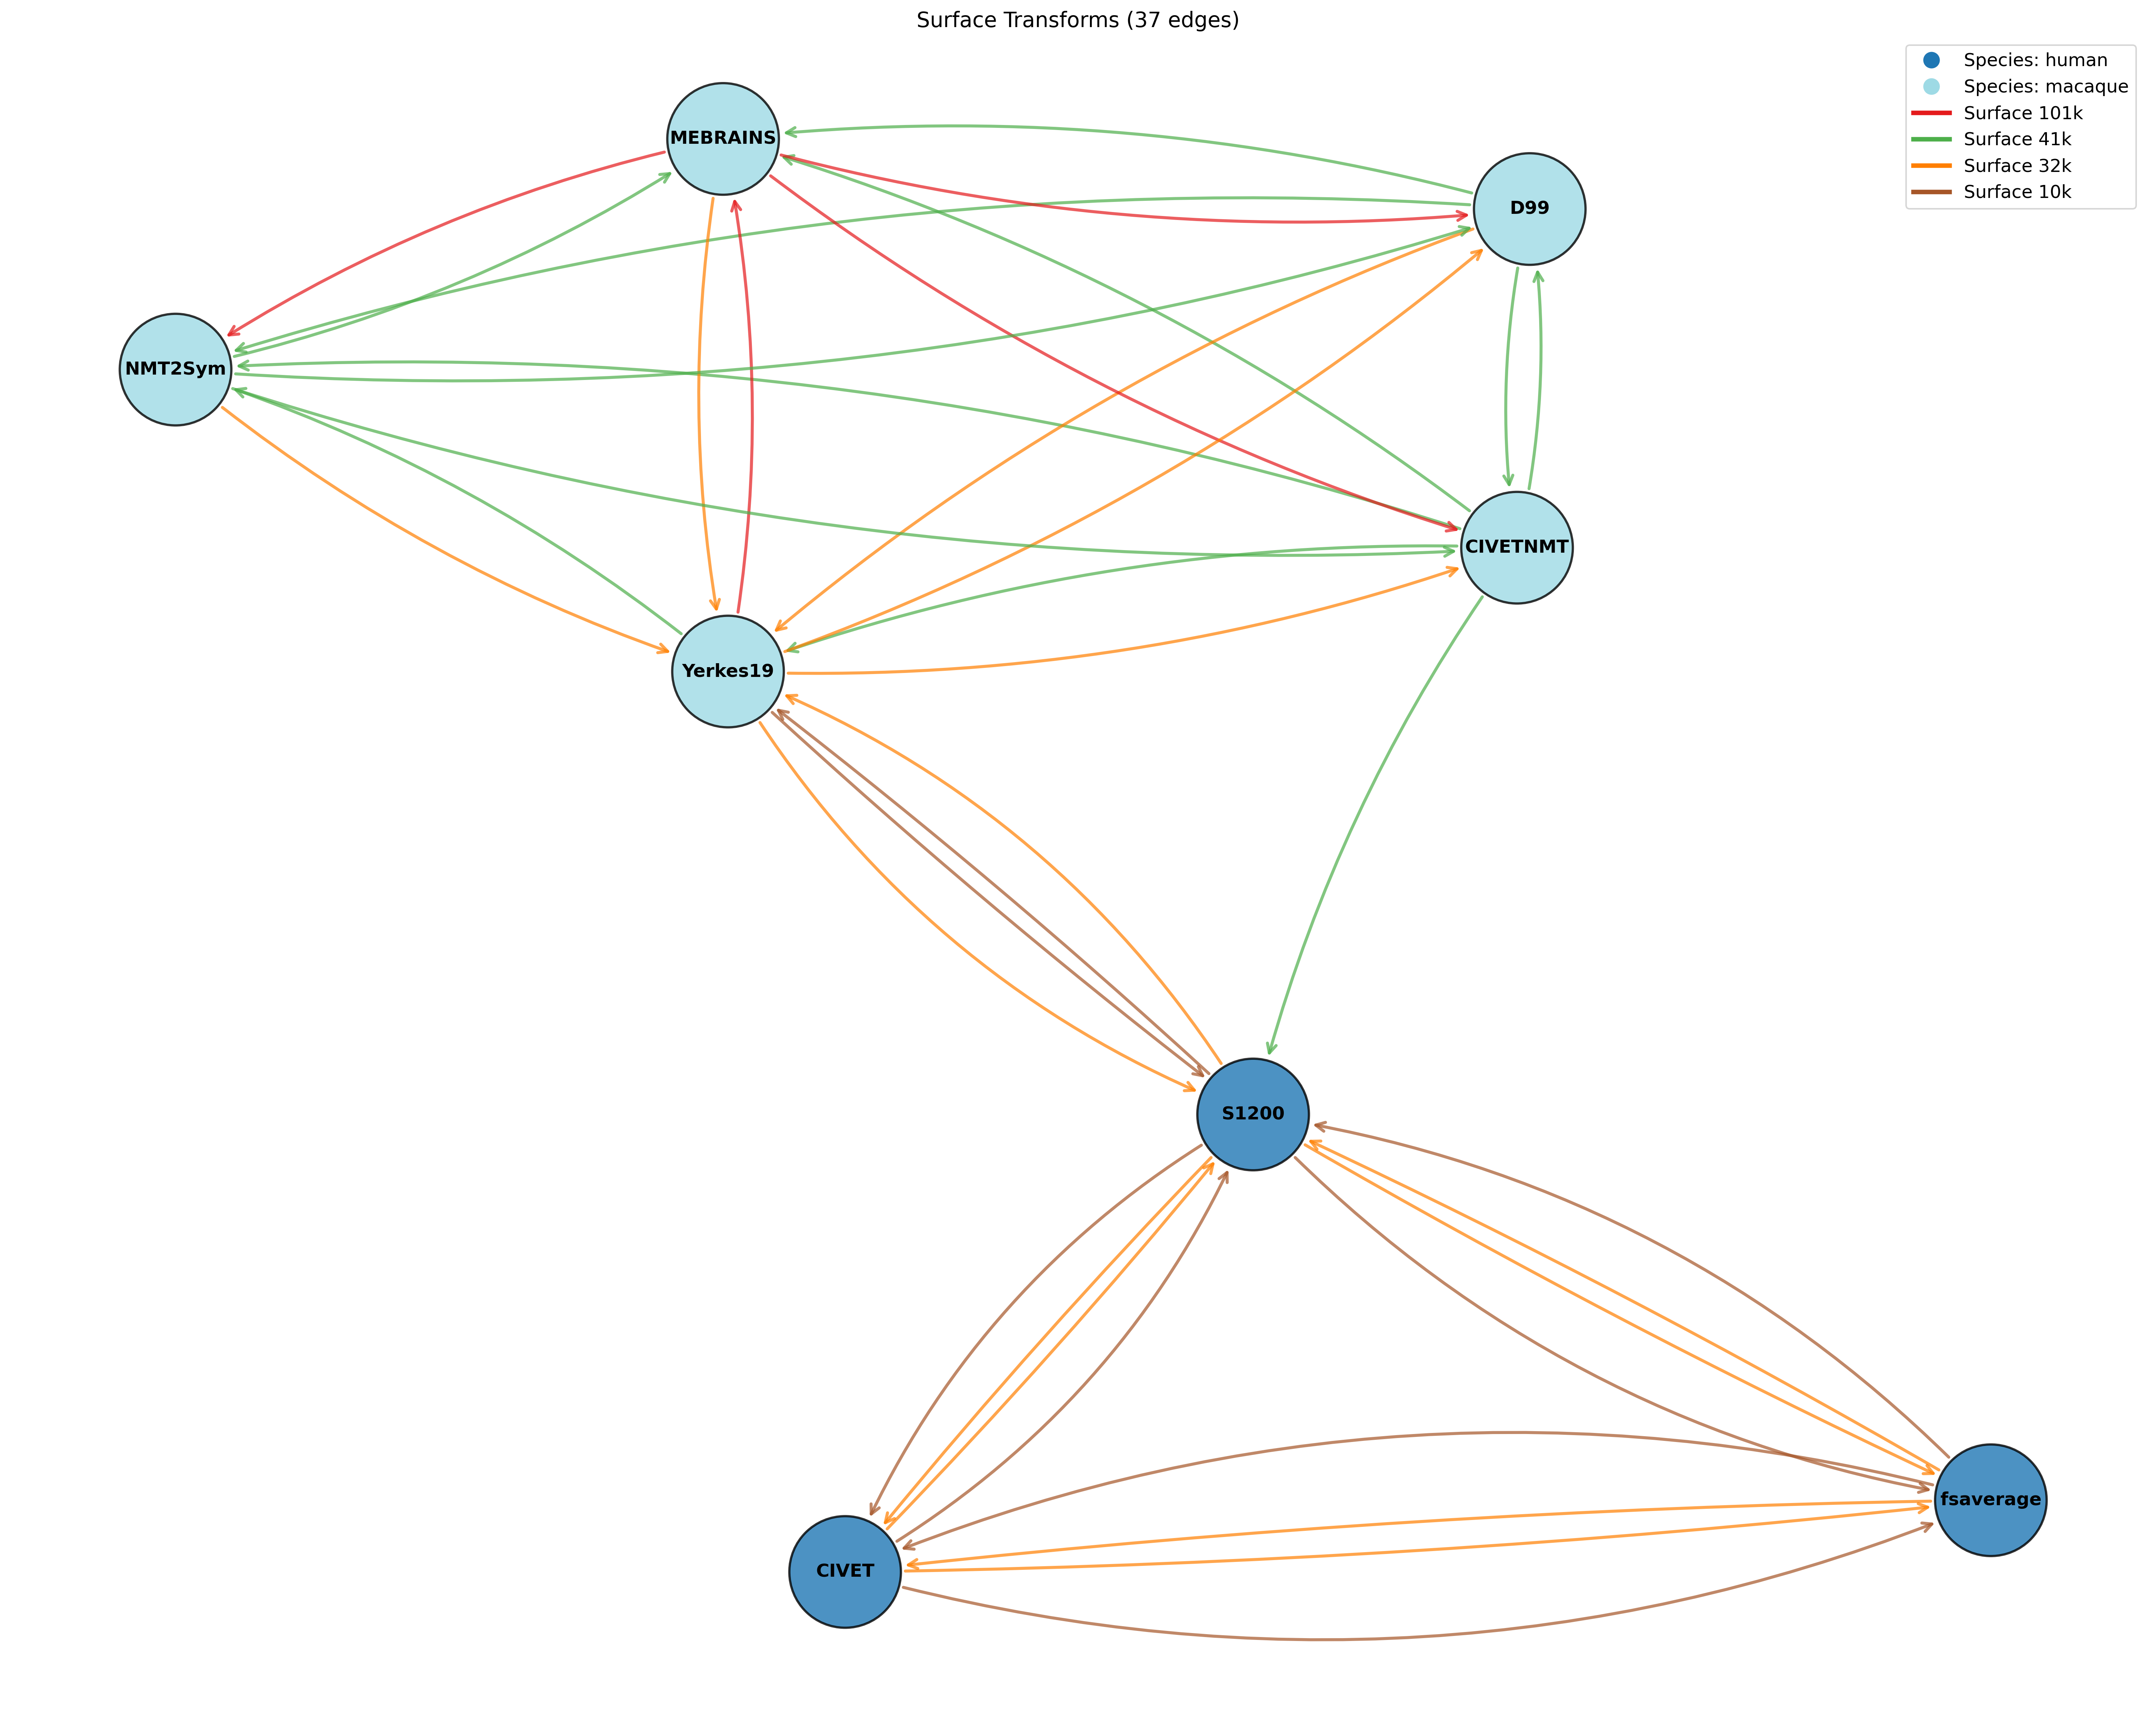 Surface Transforms (37 edges)
Species: human
Species: macaque
Surface 101k
Surface 41k
Surface 32k
Surface 10k
MEBRAINS
D99
NMT2Sym
CIVETNMT
Yerkes19
S1200
fsaverage
CIVET